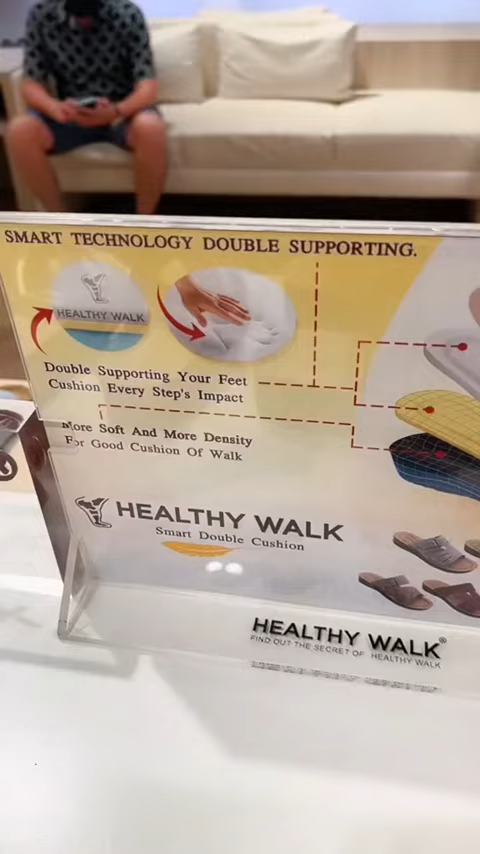 SMART TECHNOLOGY DOUBLE SUPPORTING.
HEALTHY WALK
Double Supporting Your Feet
Cushion Every Step's Impact
More Soft And More Density
For Good Cushion Of Walk
HEALTHY WALK
Smart Double Cushion
HEALTHY WALK®
FIND OUT THE SECRET OF HEALTHY WALK